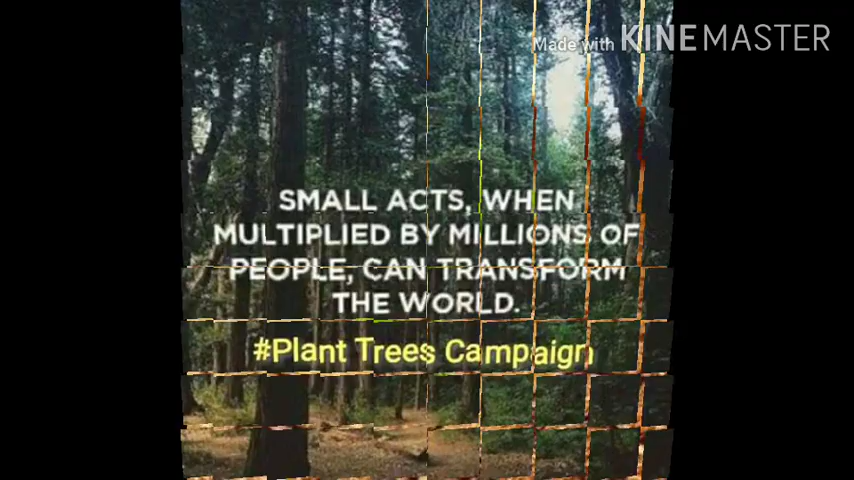 Made with KINEMASTER
SMALL ACTS, WHEN
MULTIPLIED BY MILLIONS OF
PEOPLE, CAN TRANSFORM
THE WORLD.
#Plant Trees Campaign